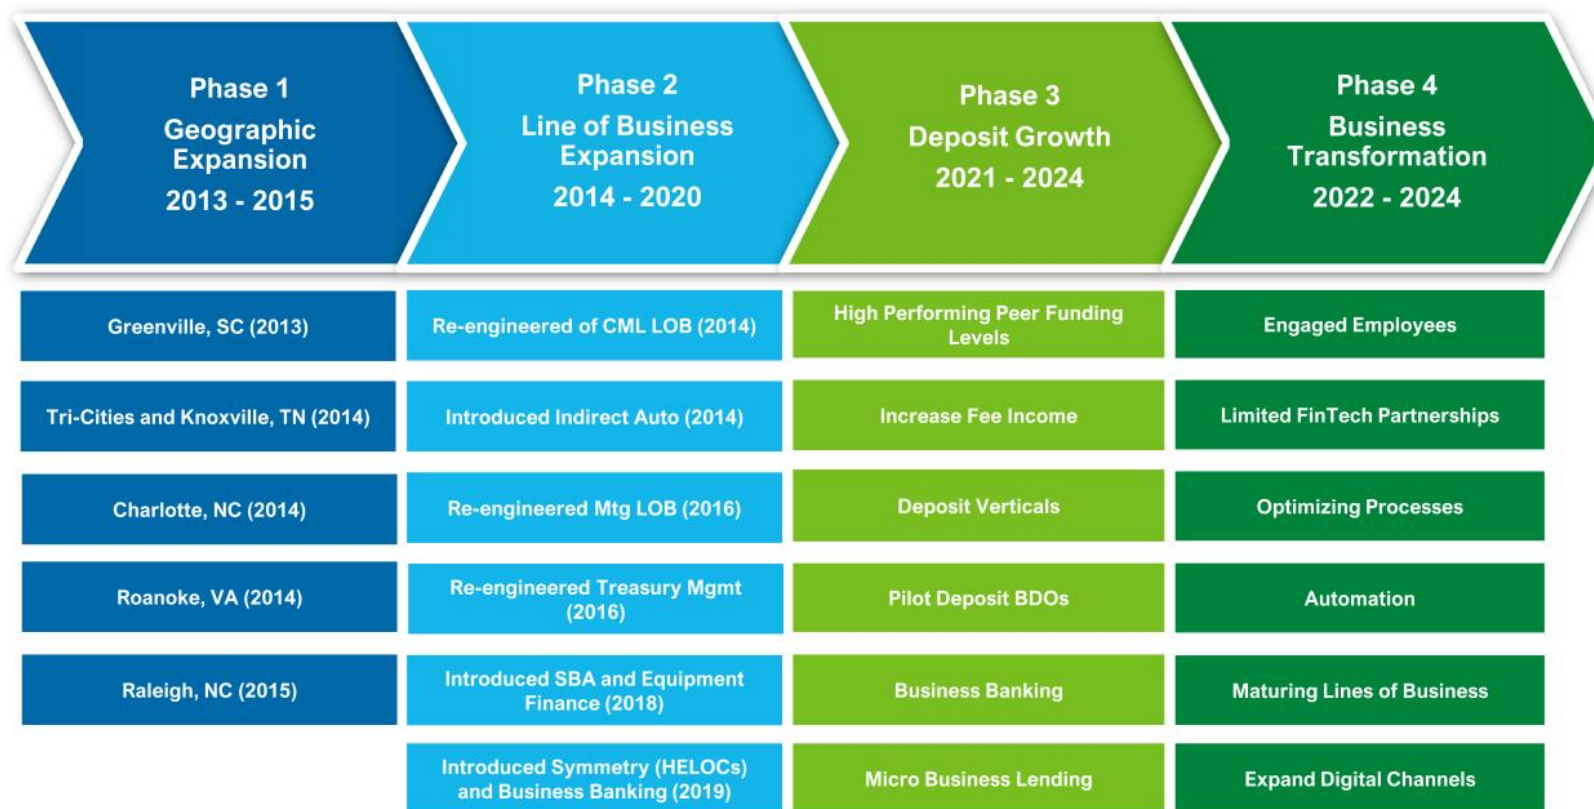 Phase 1
Geographic
Expansion
2013 - 2015
Phase 2
Line of Business
Expansion
2014 - 2020
Phase 3
Deposit Growth
2021 - 2024
Phase 4
Business
Transformation
2022 - 2024
Greenville, SC (2013)
Tri-Cities and Knoxville, TN (2014)
Charlotte, NC (2014)
Roanoke, VA (2014)
Raleigh, NC (2015)
Re-engineered of CML LOB (2014)
Introduced Indirect Auto (2014)
Re-engineered Mtg LOB (2016)
Re-engineered Treasury Mgmt
(2016)
Introduced SBA and Equipment
Finance (2018)
Introduced Symmetry (HELOCs)
and Business Banking (2019)
High Performing Peer Funding
Levels
Increase Fee Income
Deposit Verticals
Pilot Deposit BDOs
Business Banking
Micro Business Lending
Engaged Employees
Limited FinTech Partnerships
Optimizing Processes
Automation
Maturing Lines of Business
Expand Digital Channels